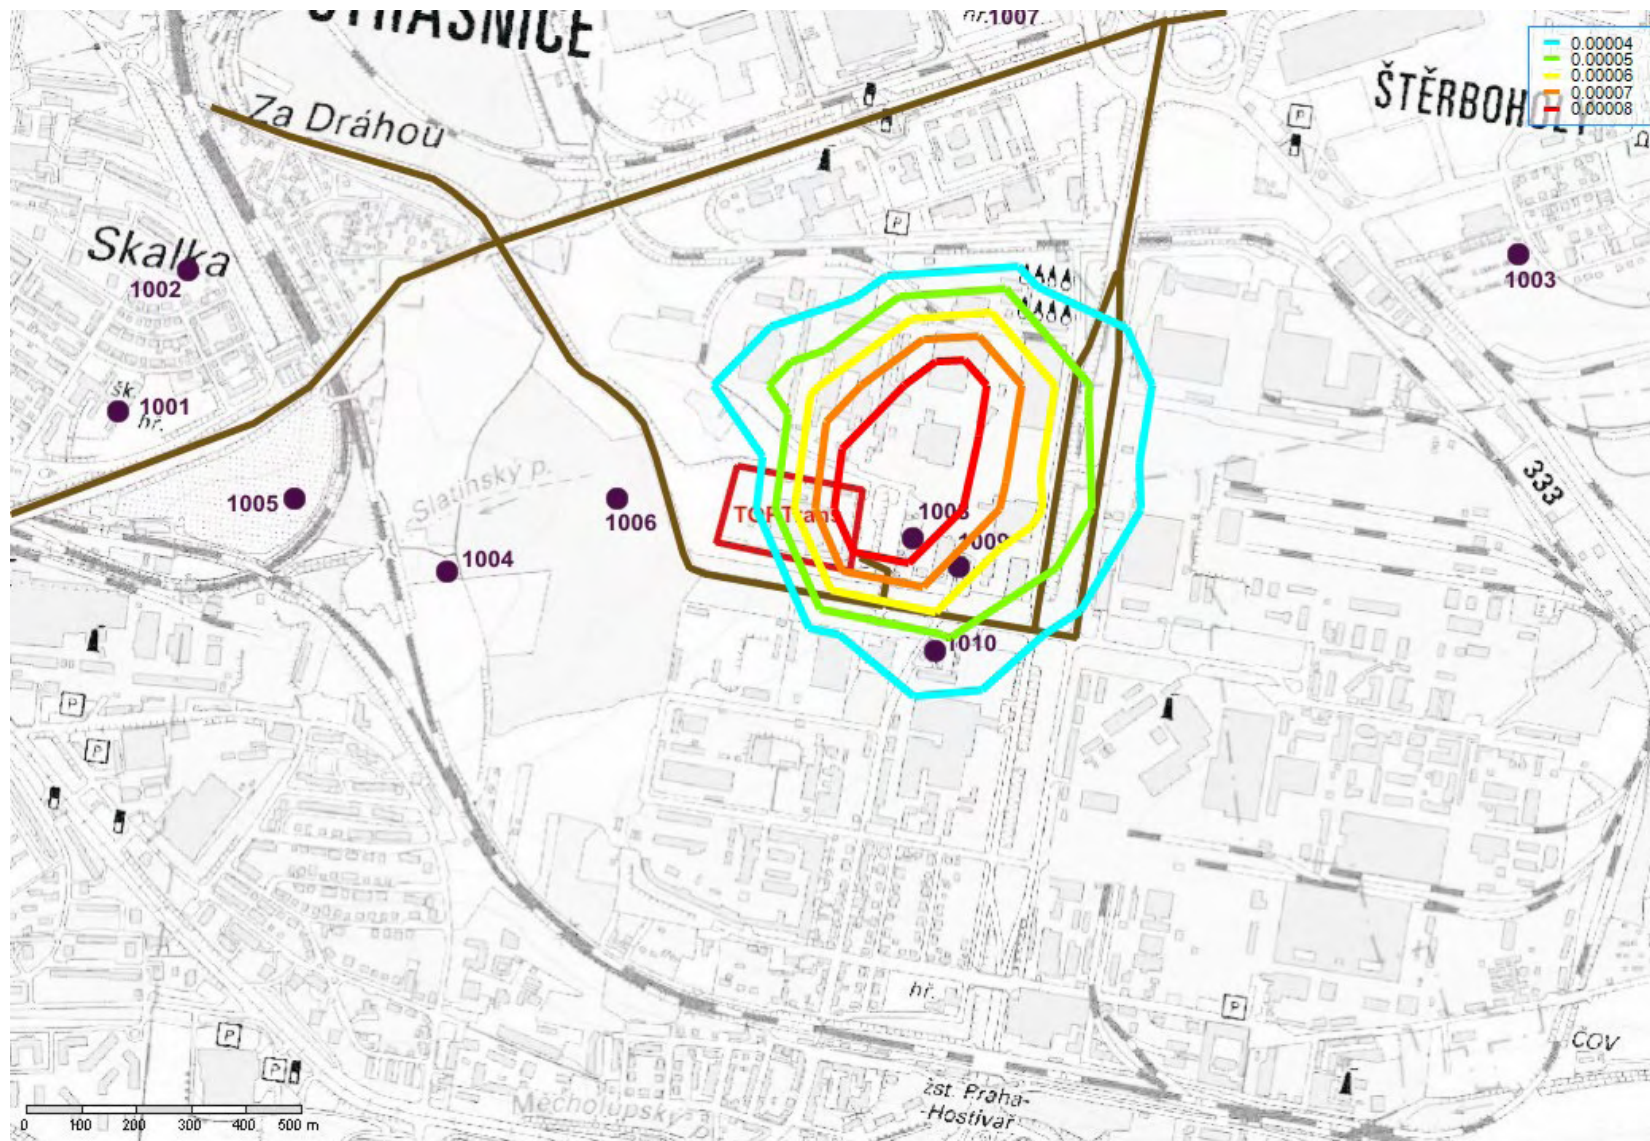 STRAŠNICE
hř.
1007
0.00004
0.00005
0.00006
0.00007
0.00008
ŠTĚRBOHOLY
P
Za Dráhou
P
Skalka
1002
1003
šk.
1001
hř.
333
Slatinský p.
1005
1006
TOPTrans
1008
1009
1004
1010
P
P
hř.
P
P
P
ČOV
žst. Praha-
-Hostivař
Měcholupský
0 100 200 300 400 500 m